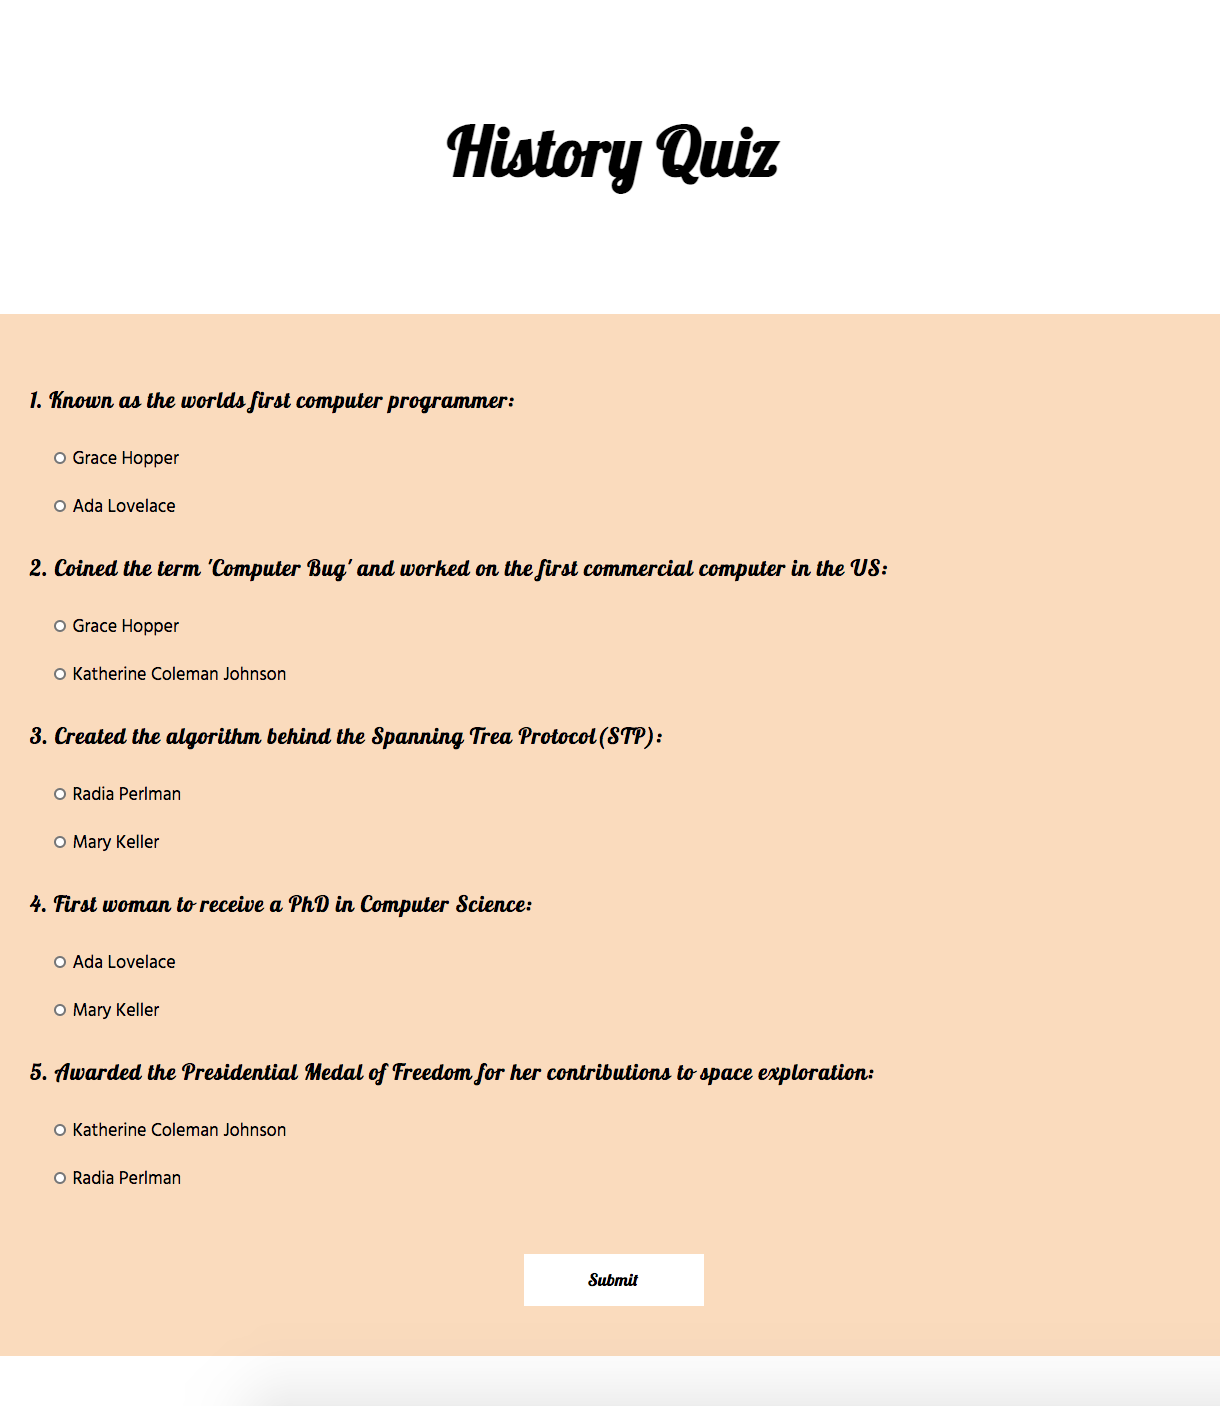 History Quiz
1. Known as the worlds first computer programmer:
Grace Hopper
Ada Lovelace
2. Coined the term 'Computer Bug' and worked on the first commercial computer in the US:
Grace Hopper
Katherine Coleman Johnson
3. Created the algorithm behind the Spanning Trea Protocol(STP):
Radia Perlman
Mary Keller
4. First woman to receive a PhD in Computer Science:
Ada Lovelace
Mary Keller
5. Awarded the Presidential Medal of Freedom for her contributions to space exploration:
Katherine Coleman Johnson
Radia Perlman
Submit